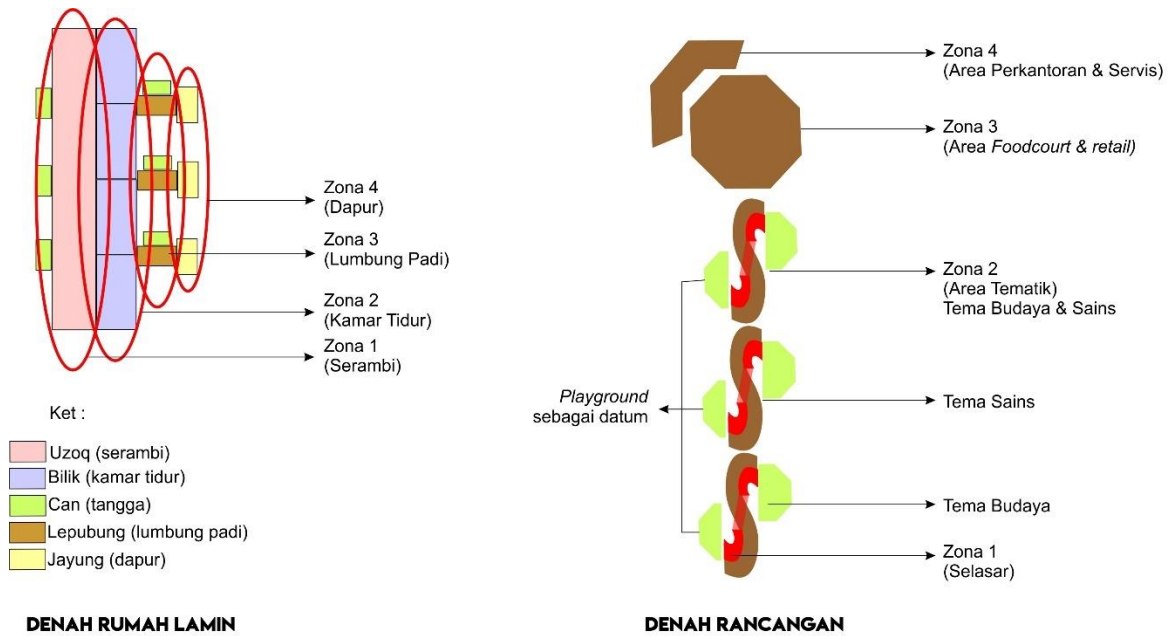 Zona 4
(Dapur)
Zona 3
(Lumbung Padi)
Zona 2
(Kamar Tidur)
Zona 1
(Serambi)
Ket :
Uzoq (serambi)
Bilik (kamar tidur)
Can (tangga)
Lepubung (lumbung padi)
Jayung (dapur)
DENAH RUMAH LAMIN
Zona 4
(Area Perkantoran & Servis)
Zona 3
(Area Foodcourt & retail)
Zona 2
(Area Tematik)
Tema Budaya & Sains
Playground
sebagai datum
Tema Sains
Tema Budaya
Zona 1
(Selasar)
DENAH RANCANGAN